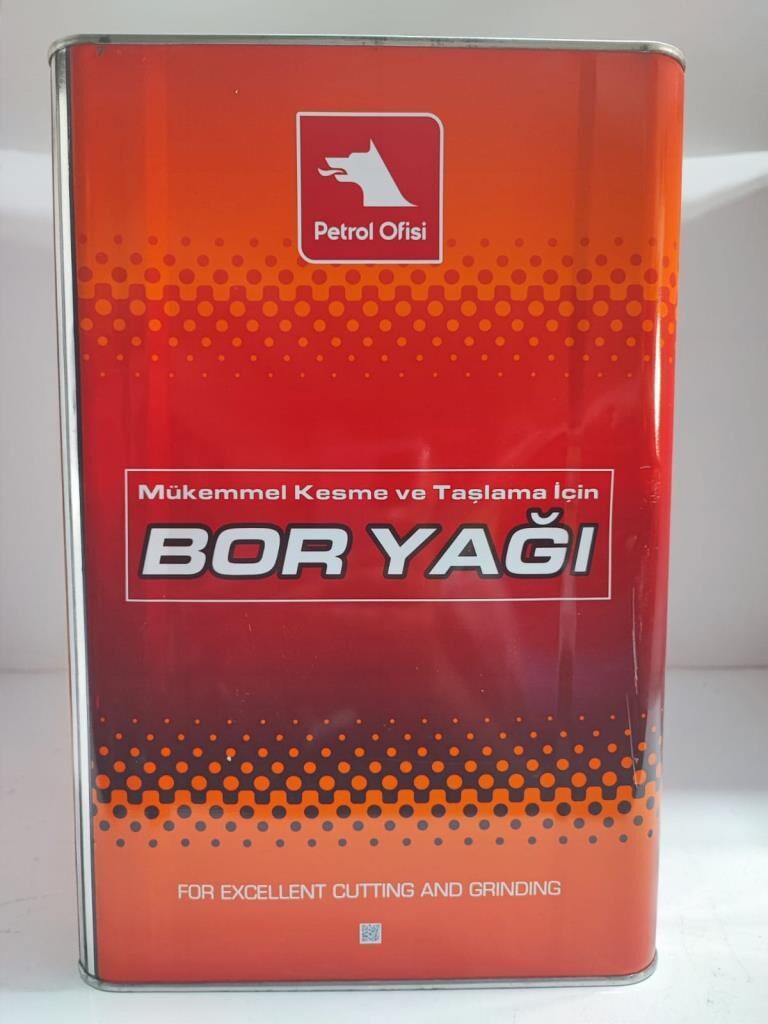 Petrol Ofisi
Mükemmel Kesme ve Taşlama İçin
BOR YAĞI
FOR EXCELLENT CUTTING AND GRINDING